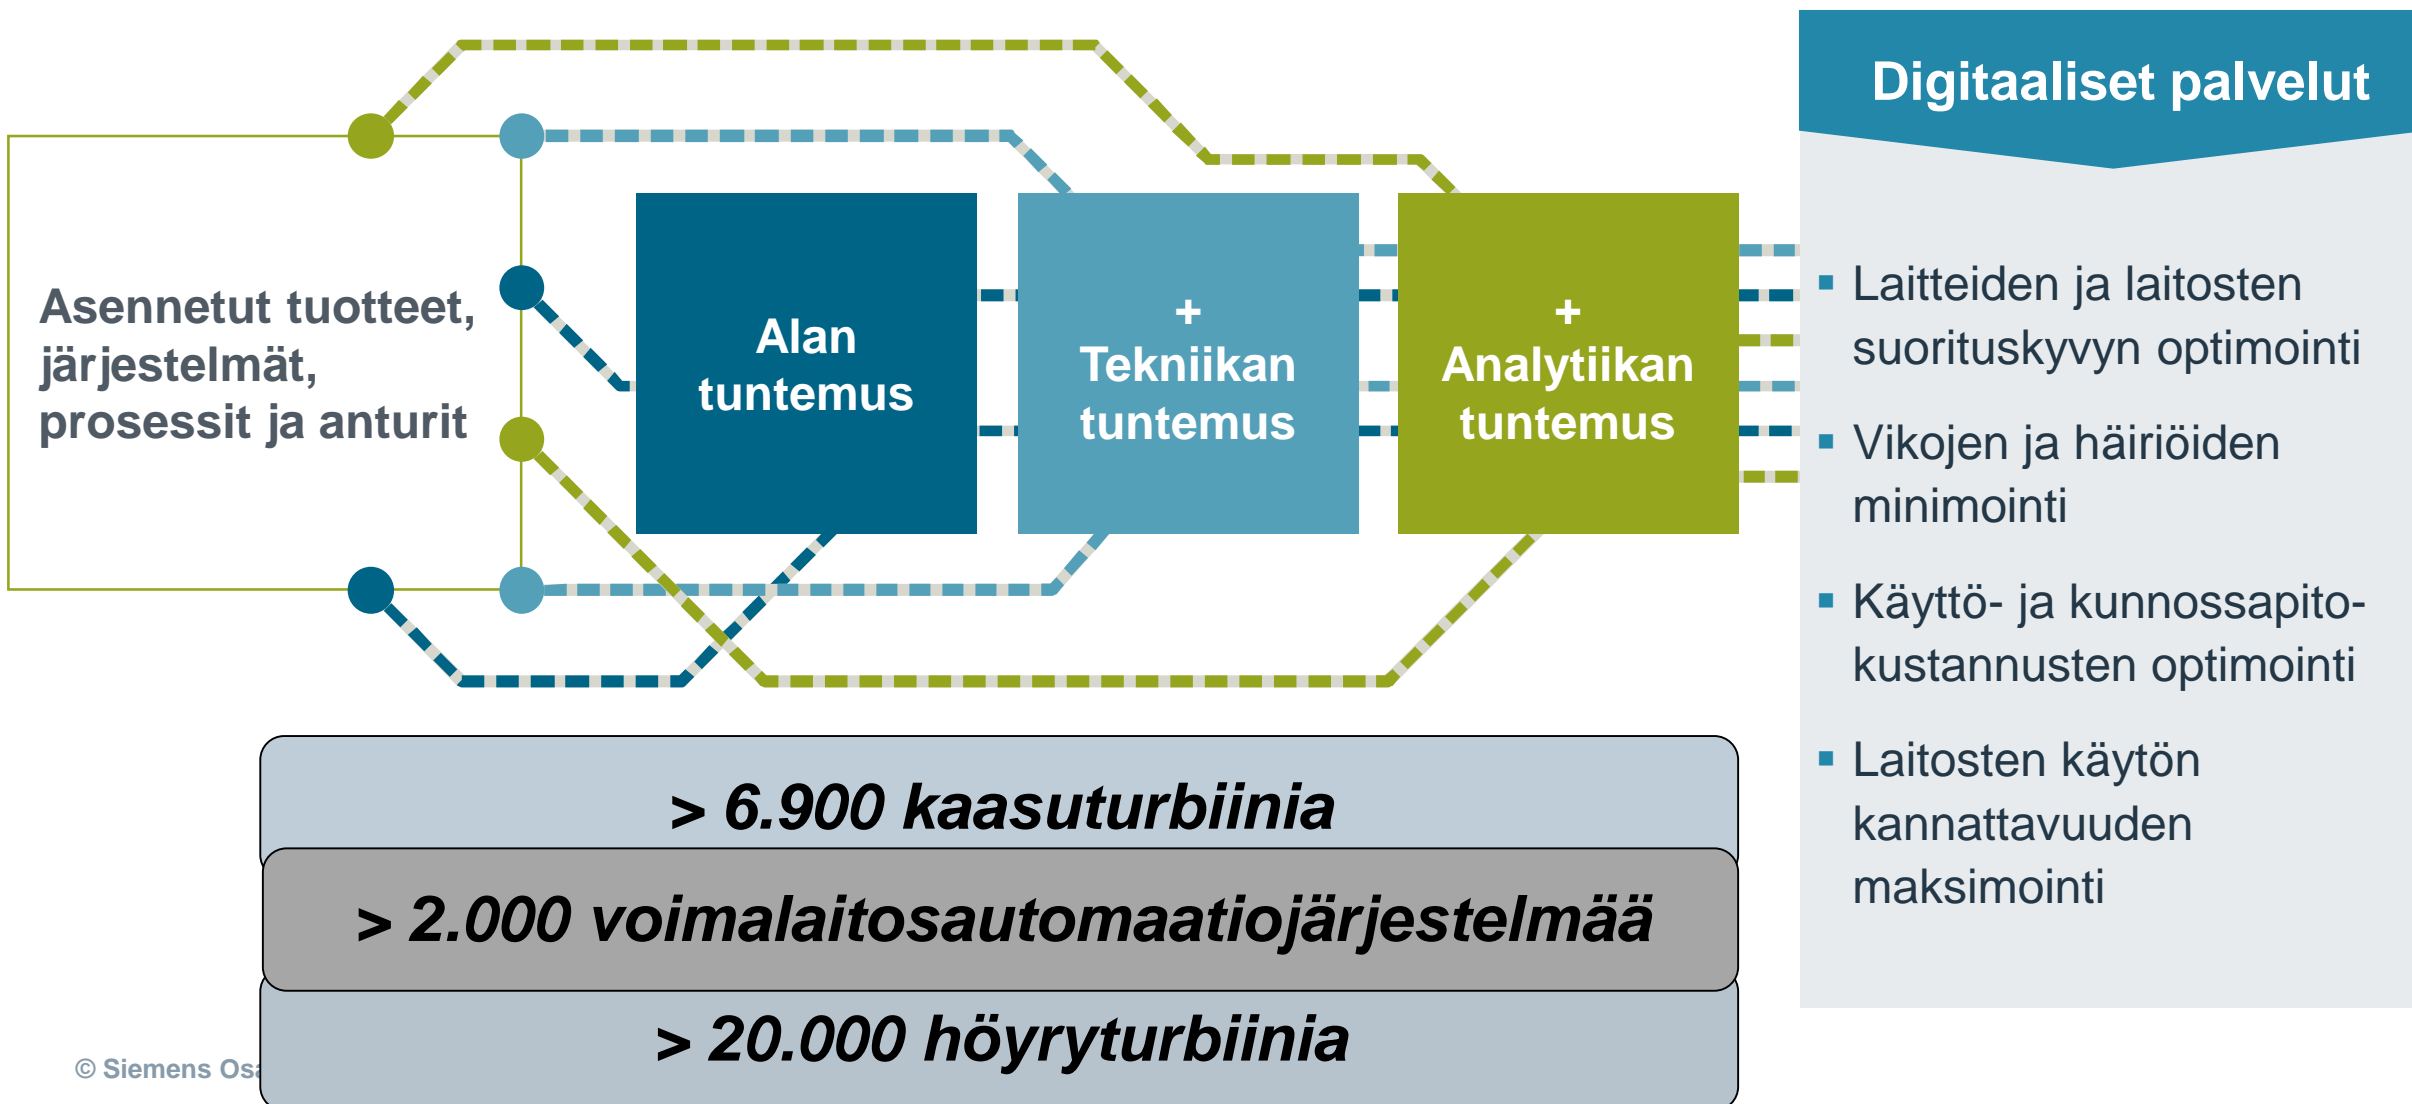 Asennetut tuotteet,
järjestelmät,
prosessit ja anturit
Alan
tuntemus
+
Tekniikan
tuntemus
+
Analytiikan
tuntemus
Digitaaliset palvelut
▪ Laitteiden ja laitosten
suorituskyvyn optimointi
▪ Vikojen ja häiriöiden
minimointi
▪ Käyttö- ja kunnossapito-
kustannusten optimointi
▪ Laitosten käytön
kannattavuuden
maksimointi
> 6.900 kaasuturbiinia
> 2.000 voimalaitosautomaatiojärjestelmää
> 20.000 höyryturbiinia
© Siemens